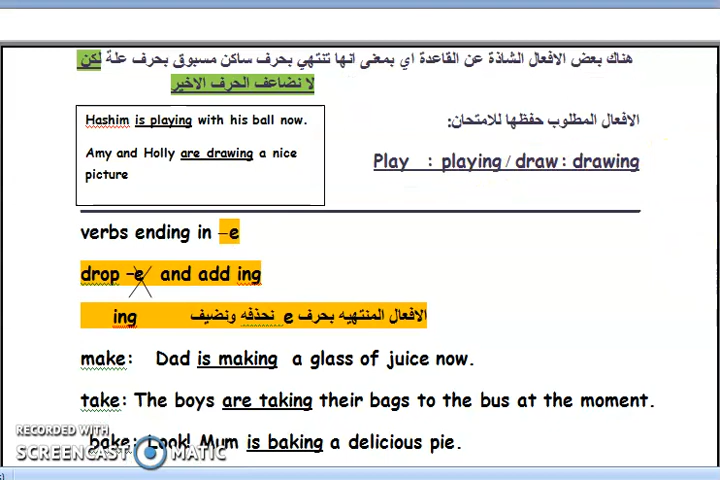 هناك بعض الافعال الشاذة عن القاعدة اي بمعنى انها تنتهي بحرف ساكن مسبوق بحرف علة لكن
لا نضاعف الحرف الاخير
Hashim is playing with his ball now.
Amy and Holly are drawing a nice
picture
الافعال المطلوب حفظها للامتحان:
Play : playing / draw : drawing
verbs ending in –e
drop –e and add ing
الافعال المنتهيه بحرف e نحذفه ونضيف ing
make: Dad is making a glass of juice now.
take: The boys are taking their bags to the bus at the moment.
bake: Look! Mum is baking a delicious pie.
RECORDED WITH
SCREENCAST MATIC